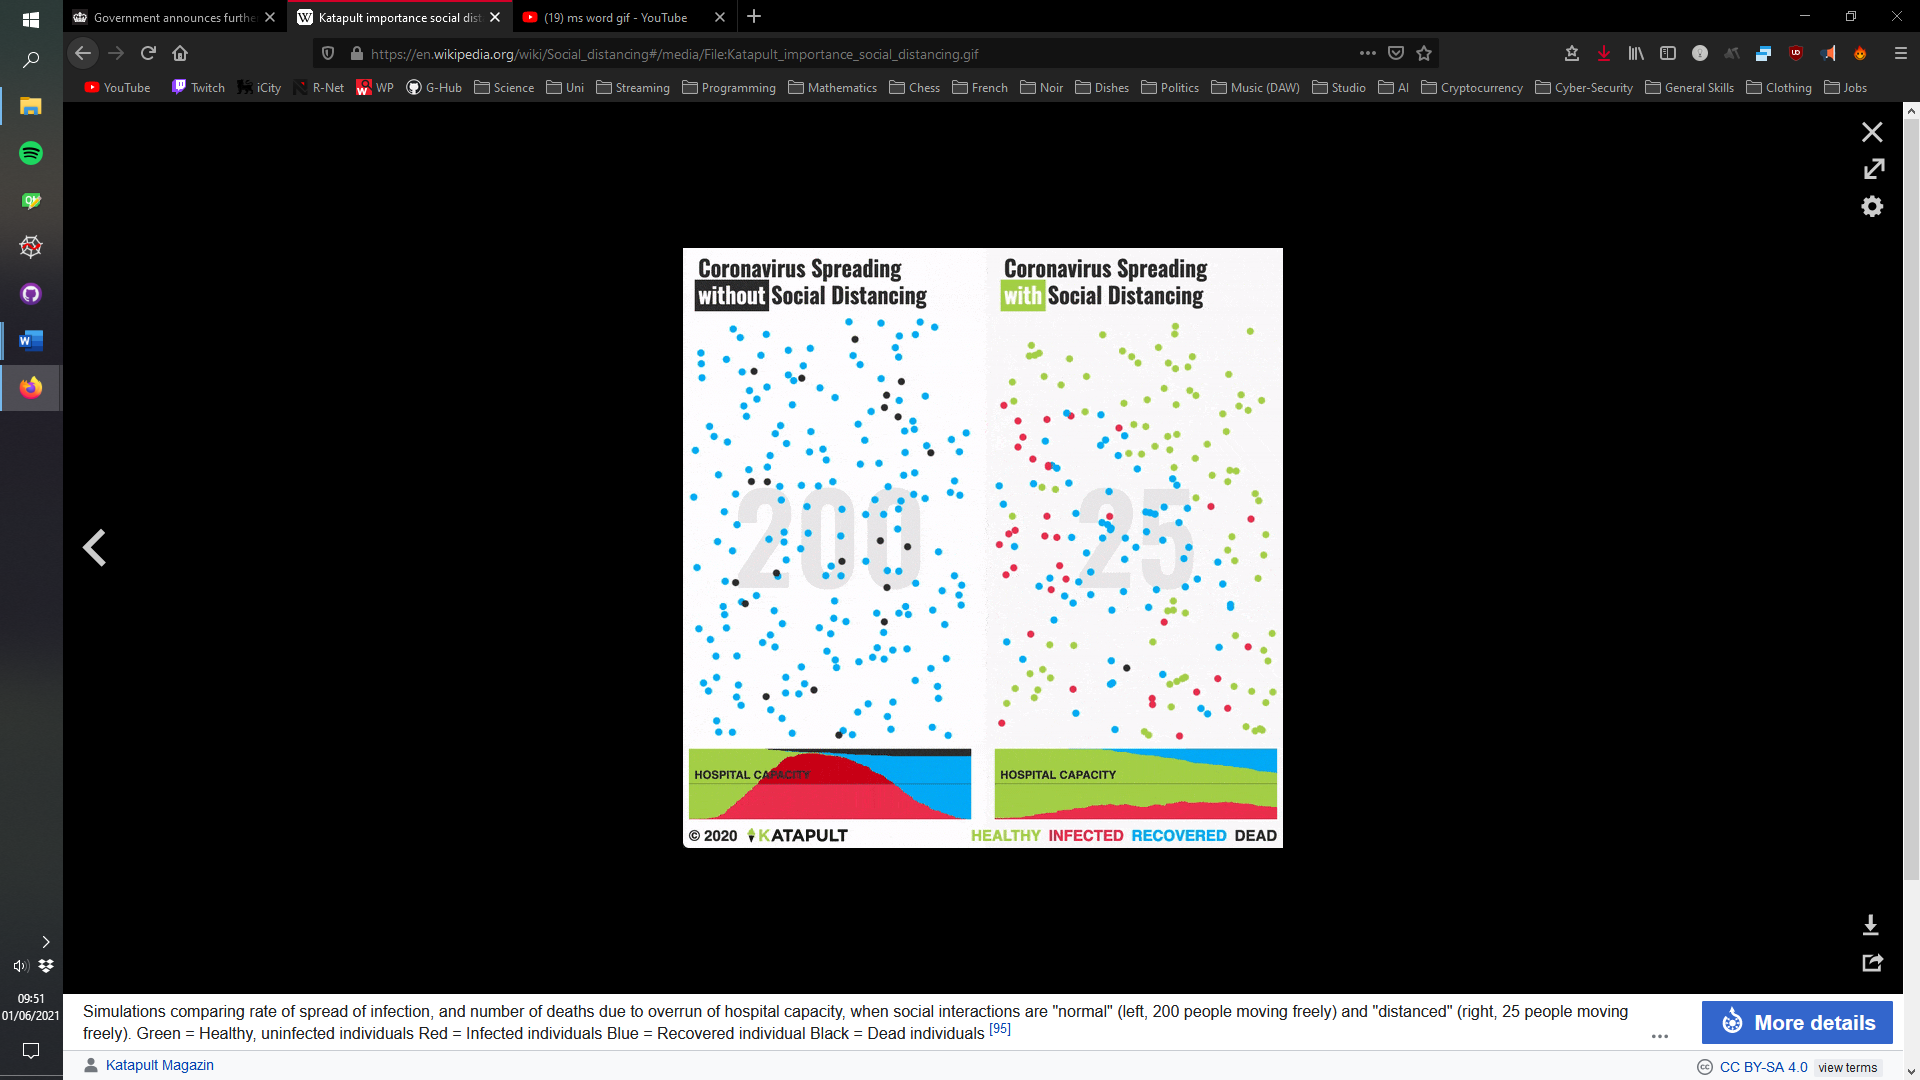 Government announces furthe
Katapult importance social dist
(19) ms word gif - YouTube
https://en.wikipedia.org/wiki/Social_distancing#/media/File:Katapult_importance_social_distancing.gif
YouTube Twitch iCity R-Net WP G-Hub Science Uni Streaming Programming Mathematics Chess French Noir Dishes Politics Music (DAW) Studio AI Cryptocurrency Cyber-Security General Skills Clothing Jobs
Coronavirus Spreading
without Social Distancing
200
HOSPITAL CAPACITY
Coronavirus Spreading
with Social Distancing
25
HOSPITAL CAPACITY
© 2020 KATAPULT
HEALTHY INFECTED RECOVERED DEAD
09:51
01/06/2021
Simulations comparing rate of spread of infection, and number of deaths due to overrun of hospital capacity, when social interactions are "normal" (left, 200 people moving freely) and "distanced" (right, 25 people moving
freely). Green = Healthy, uninfected individuals Red = Infected individuals Blue = Recovered individual Black = Dead individuals [95]
More details
Katapult Magazin
CC BY-SA 4.0 view terms